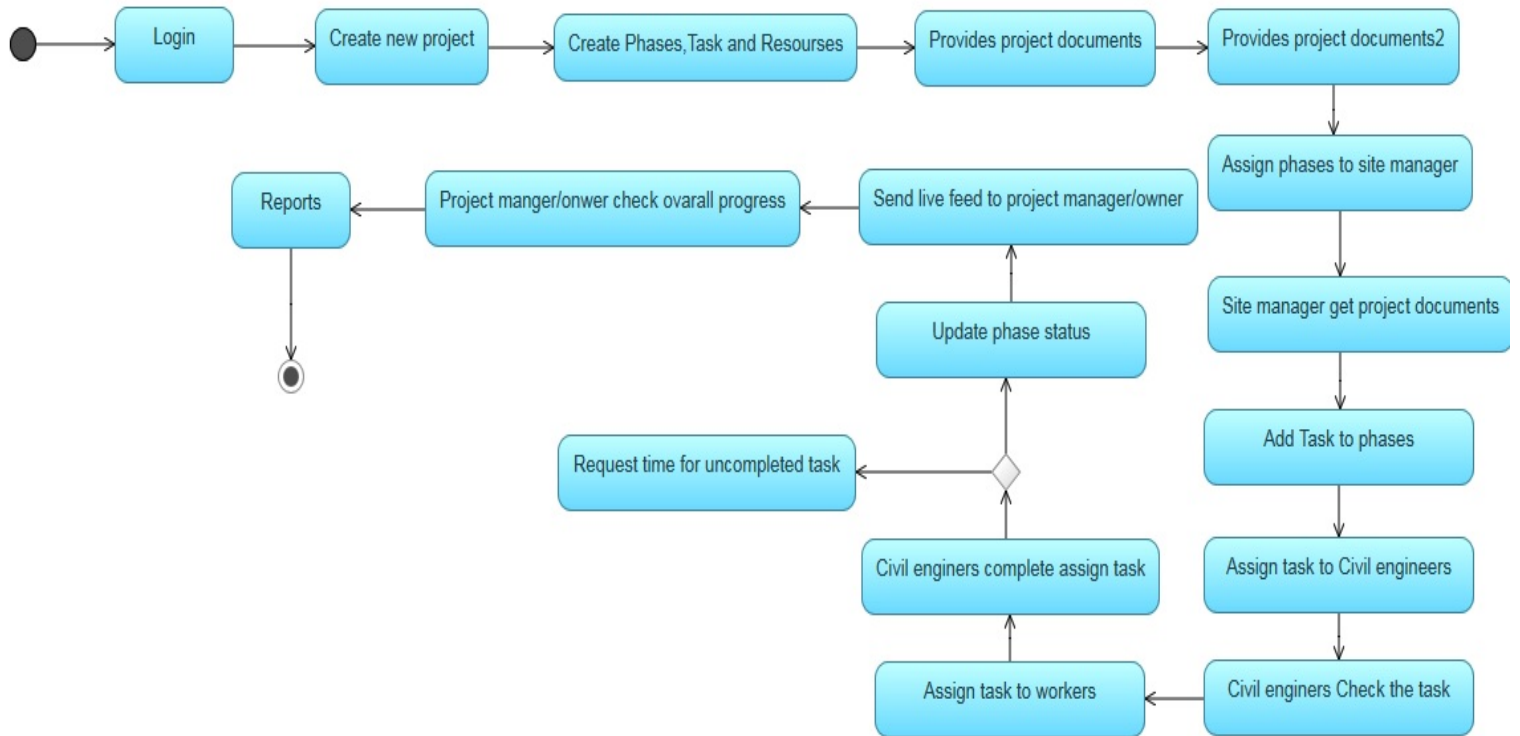 Login
Create new project
Create Phases,Task and Resourses
Provides project documents
Provides project documents2
Assign phases to site manager
Reports
Project manger/onwer check ovarall progress
Send live feed to project manager/owner
Site manager get project documents
Update phase status
Add Task to phases
Request time for uncompleted task
Civil enginers complete assign task
Assign task to Civil engineers
Assign task to workers
Civil enginers Check the task